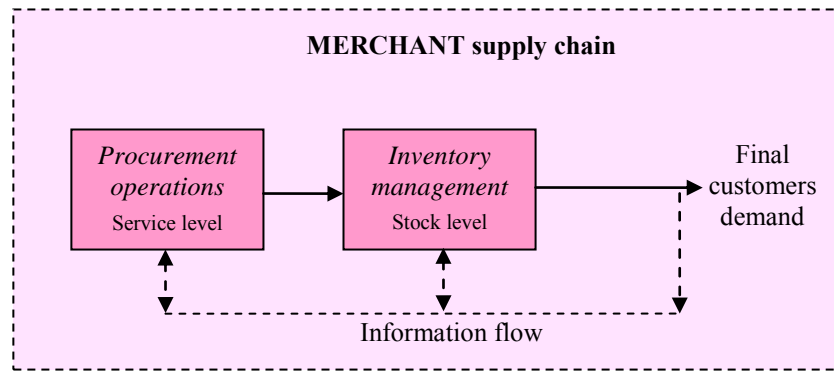 MERCHANT supply chain
Procurement
operations
Service level
Inventory
management
Stock level
Final
customers
demand
Information flow